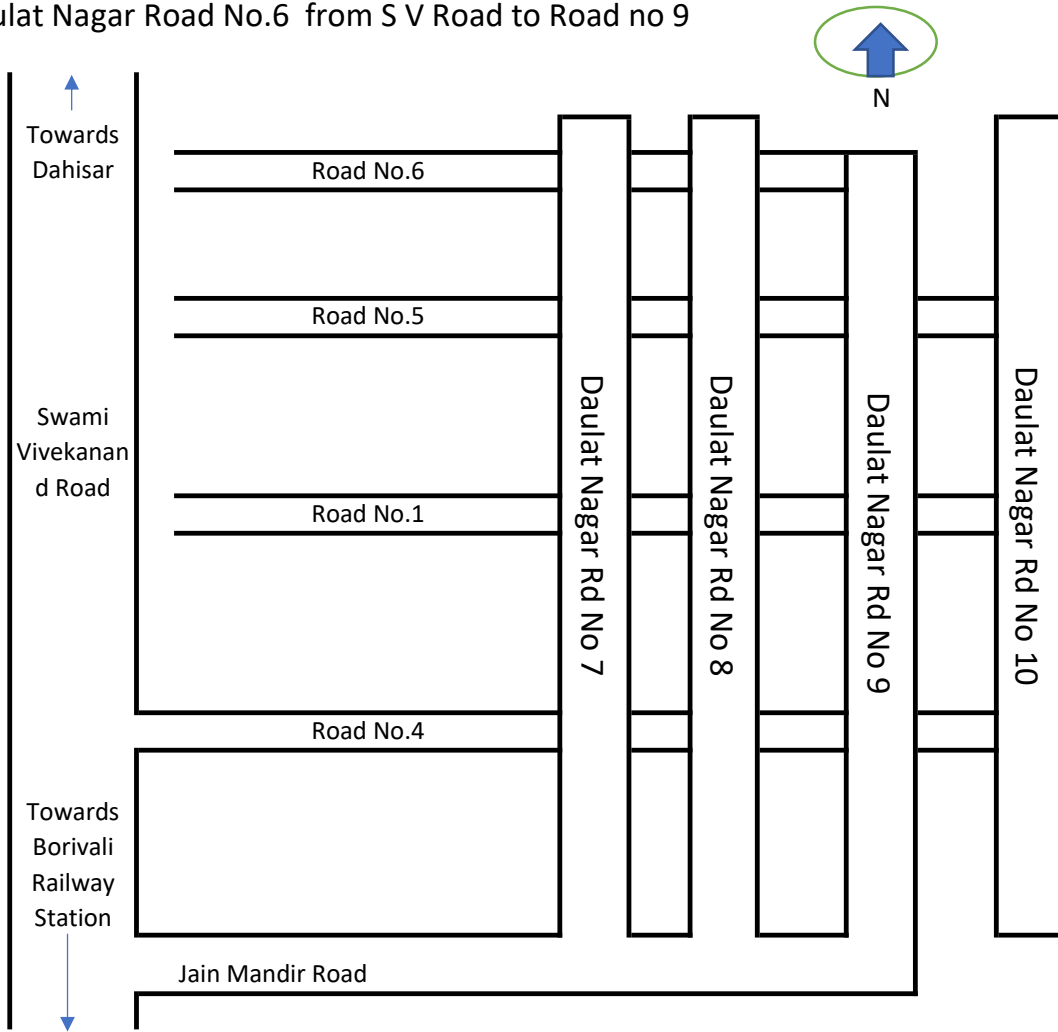 ulat Nagar Road No.6 from S V Road to Road no 9
N
Towards
Dahisar
Road No.6
Road No.5
Swami
Vivekanan
d Road
Road No.1
Daulat Nagar Rd No 7
Daulat Nagar Rd No 8
Daulat Nagar Rd No 9
Daulat Nagar Rd No 10
Road No.4
Towards
Borivali
Railway
Station
Jain Mandir Road